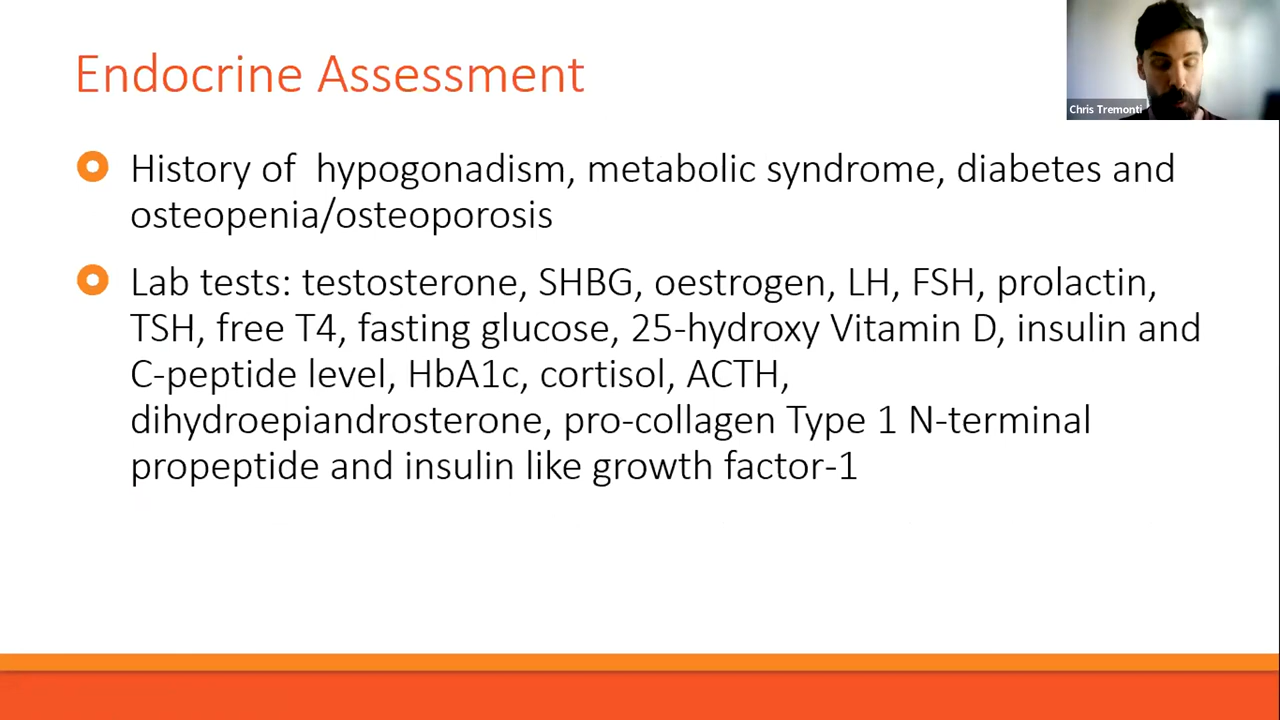 Endocrine Assessment
Chris Tremonti
History of  hypogonadism, metabolic syndrome, diabetes and
osteopenia/osteoporosis
Lab tests: testosterone, SHBG, oestrogen, LH, FSH, prolactin,
TSH, free T4, fasting glucose, 25-hydroxy Vitamin D, insulin and
C-peptide level, HbA1c, cortisol, ACTH,
dihydroepiandrosterone, pro-collagen Type 1 N-terminal
propeptide and insulin like growth factor-1